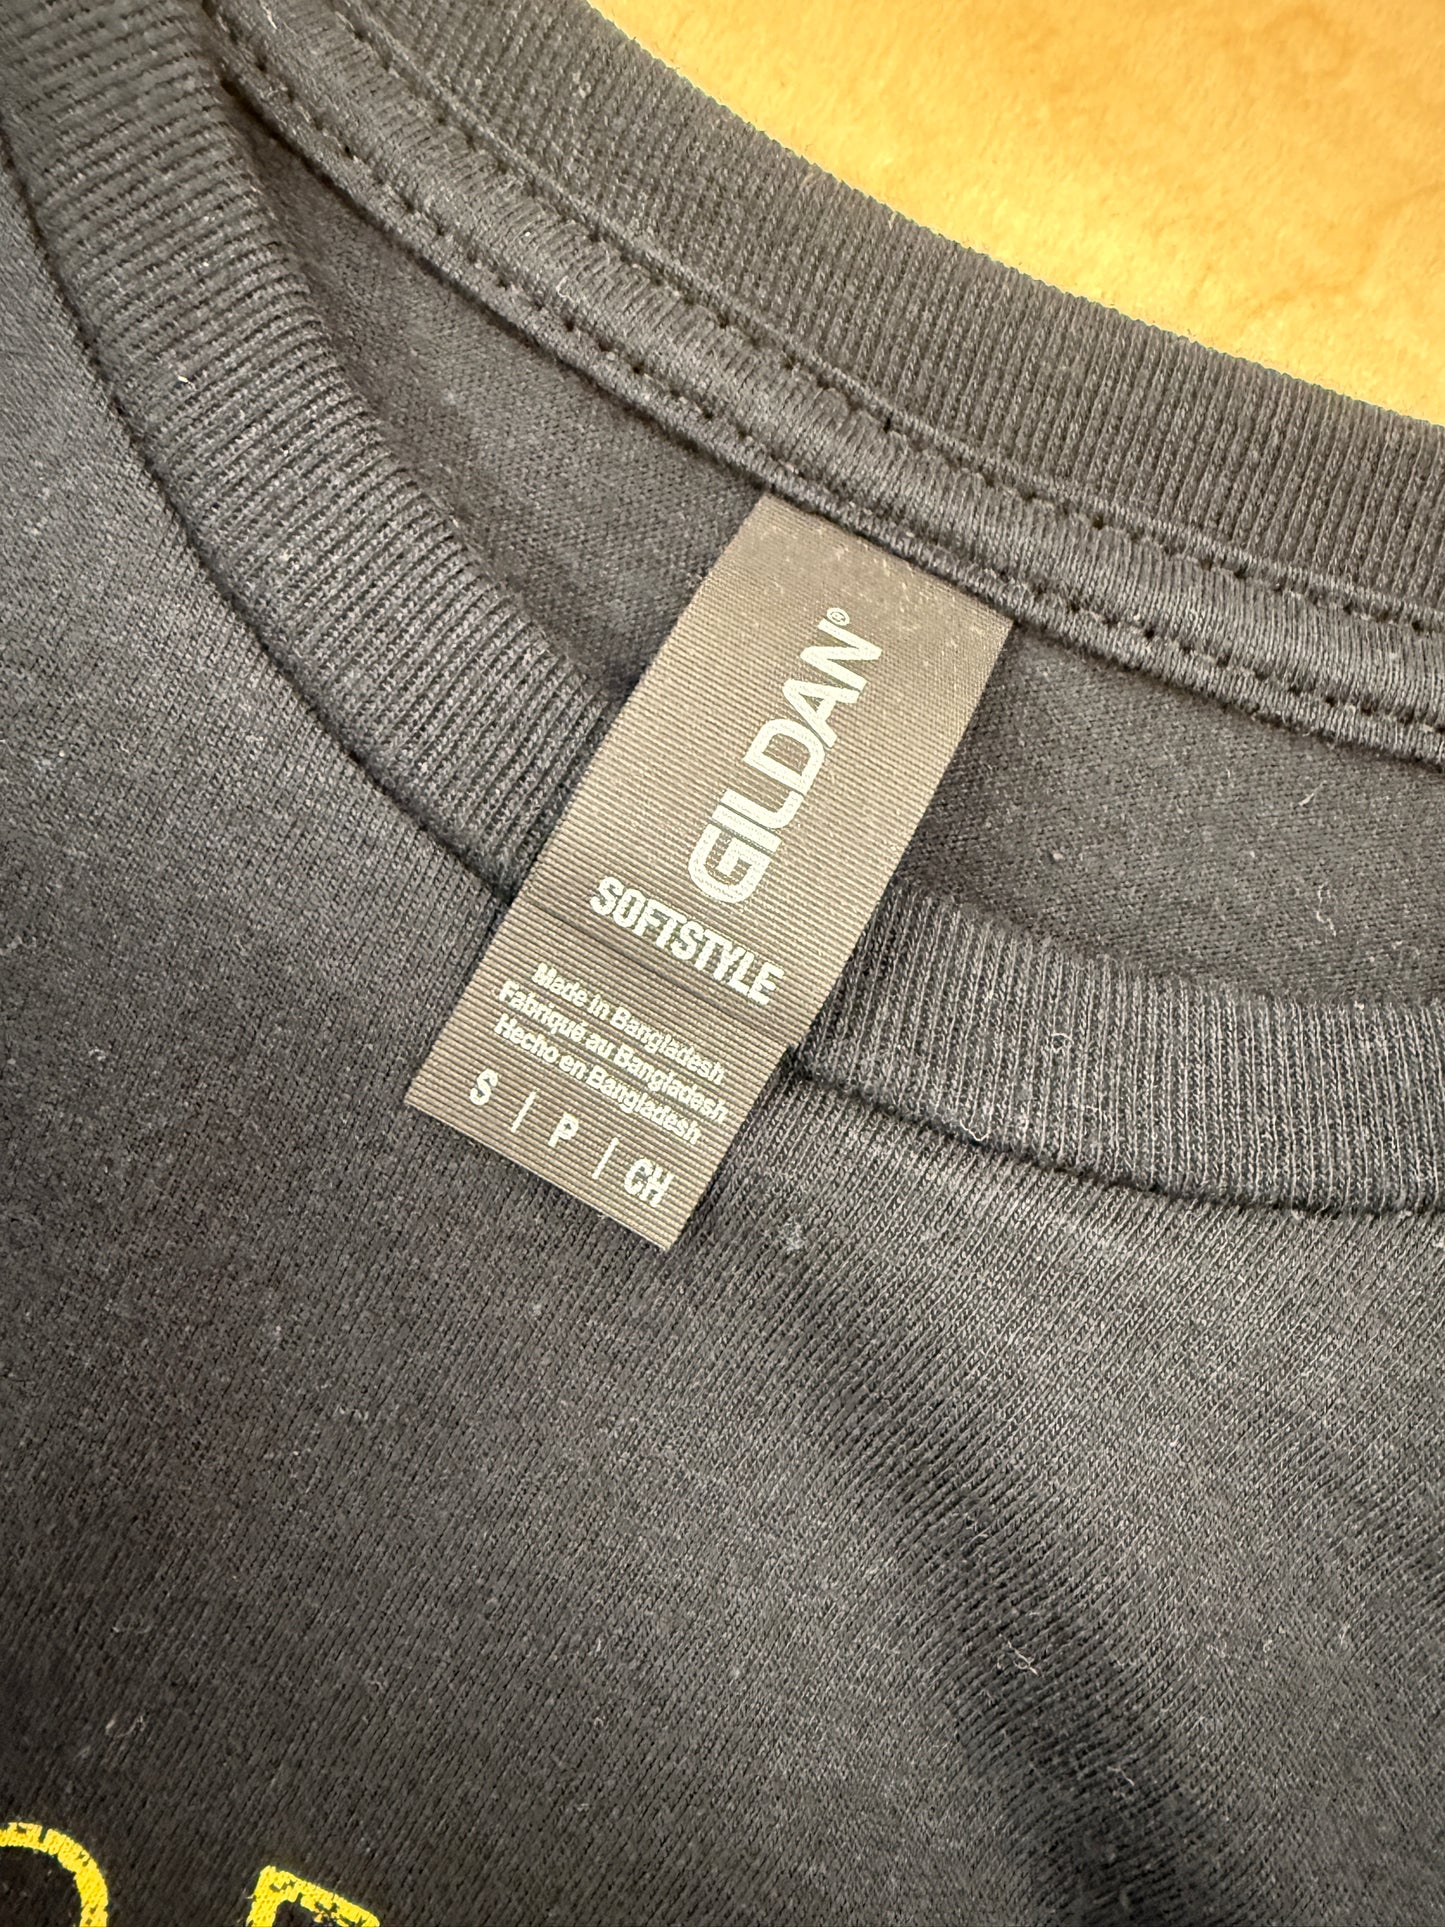 GILDAN®
SOFTSTYLE
Made in Bangladesh
Fabriqué au Bangladesh
Hecho en Bangladesh
S | P | CH